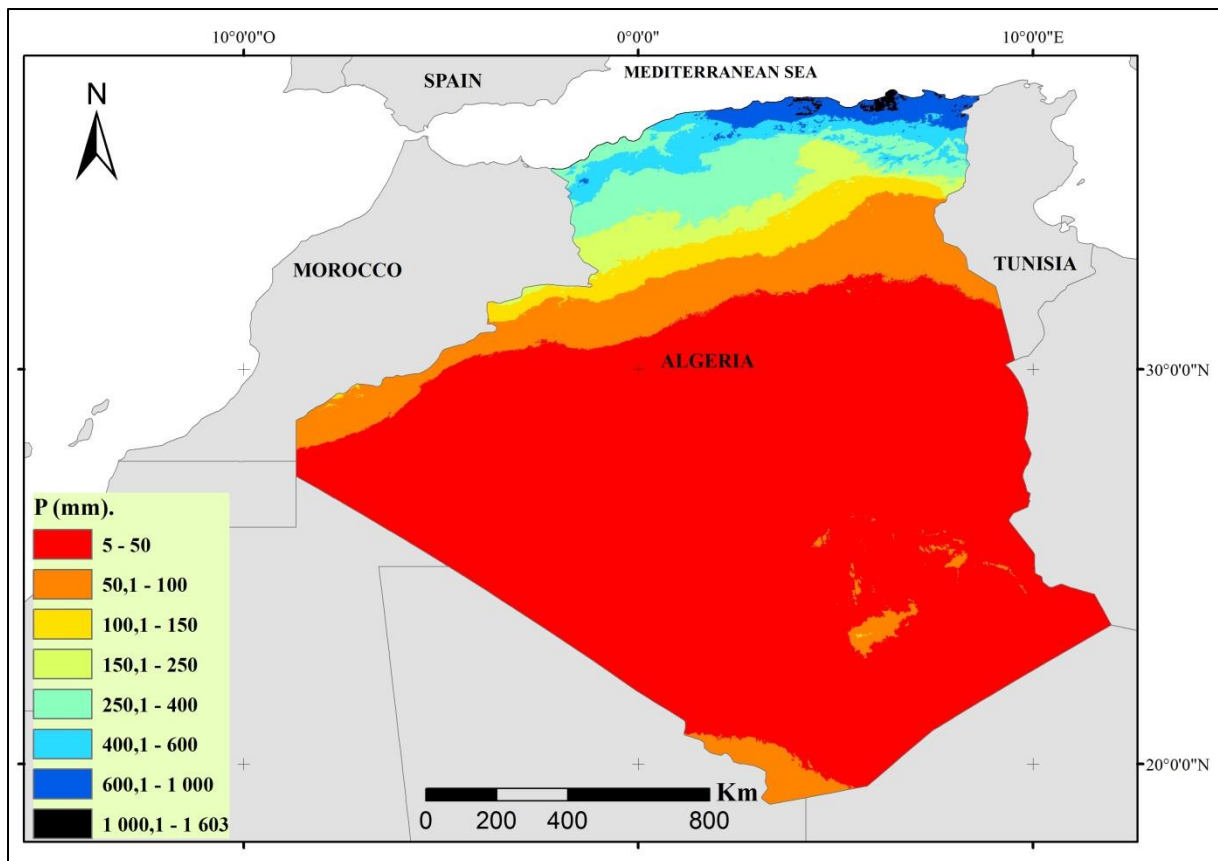 10°0'0"O 0°0'0" 10°0'0"E
MEDITERRANEAN SEA
SPAIN
N
MOROCCO
TUNISIA
ALGERIA
30°0'0"N
P (mm).
5 - 50
50,1 - 100
100,1 - 150
150,1 - 250
250,1 - 400
400,1 - 600
600,1 - 1 000
1 000,1 - 1 603
20°0'0"N
Km
0 200 400 800